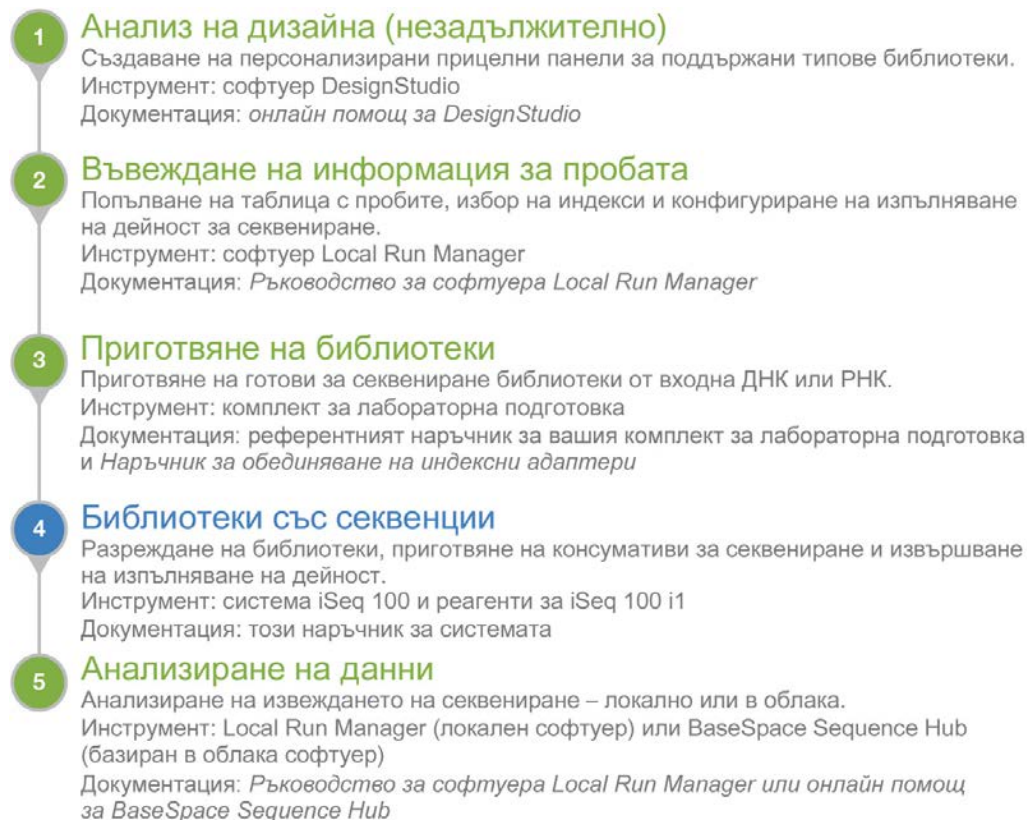 1 Анализ на дизайна (незадължително)
Създаване на персонализирани прицелни панели за поддържани типове библиотеки.
Инструмент: софтуер DesignStudio
Документация: онлайн помощ за DesignStudio
2 Въвеждане на информация за пробата
Попълване на таблица с пробите, избор на индекси и конфигуриране на изпълняване
на дейност за секвениране.
Инструмент: софтуер Local Run Manager
Документация: Ръководство за софтуера Local Run Manager
3 Приготвяне на библиотеки
Приготвяне на готови за секвениране библиотеки от входна ДНК или РНК.
Инструмент: комплект за лабораторна подготовка
Документация: референтният наръчник за вашия комплект за лабораторна подготовка
и Наръчник за обединяване на индексни адаптери
4 Библиотеки със секвенции
Разреждане на библиотеки, приготвяне на консумативи за секвениране и извършване
на изпълняване на дейност.
Инструмент: система iSeq 100 и реагенти за iSeq 100 i1
Документация: този наръчник за системата
5 Анализиране на данни
Анализиране на извеждането на секвениране – локално или в облака.
Инструмент: Local Run Manager (локален софтуер) или BaseSpace Sequence Hub
(базиран в облака софтуер)
Документация: Ръководство за софтуера Local Run Manager или онлайн помощ
за BaseSpace Sequence Hub